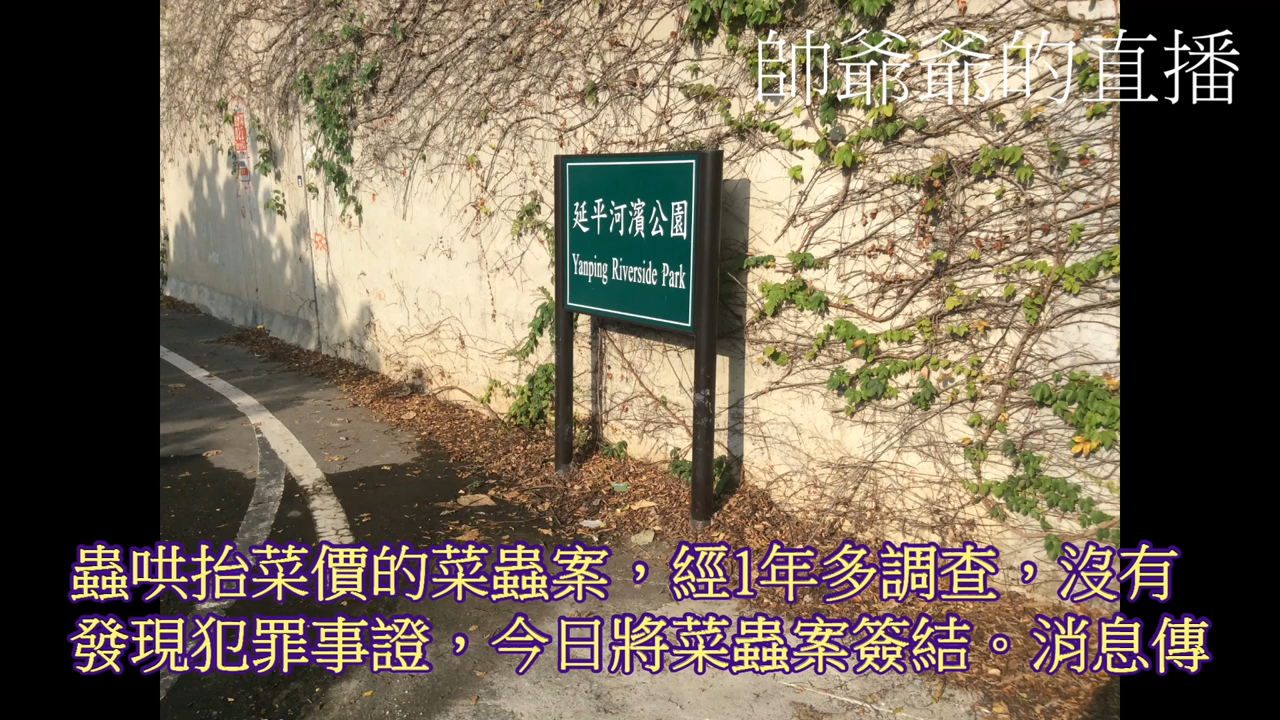 帥爺爺的直播
延平河濱公園
Yanping Riverside Park
蟲哄抬菜價的菜蟲案，經1年多調查，沒有
發現犯罪事證，今日將菜蟲案簽結。消息傳